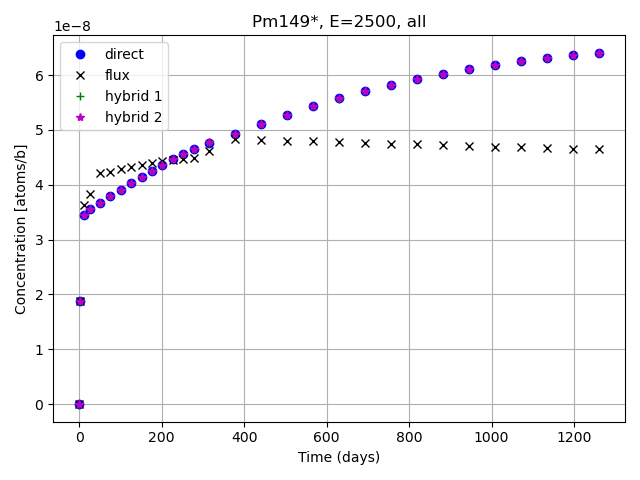 Pm149*, E=2500, all
1e−8
direct
flux
hybrid 1
hybrid 2
6
5
4
3
2
1
0
Concentration [atoms/b]
0 200 400 600 800 1000 1200
Time (days)